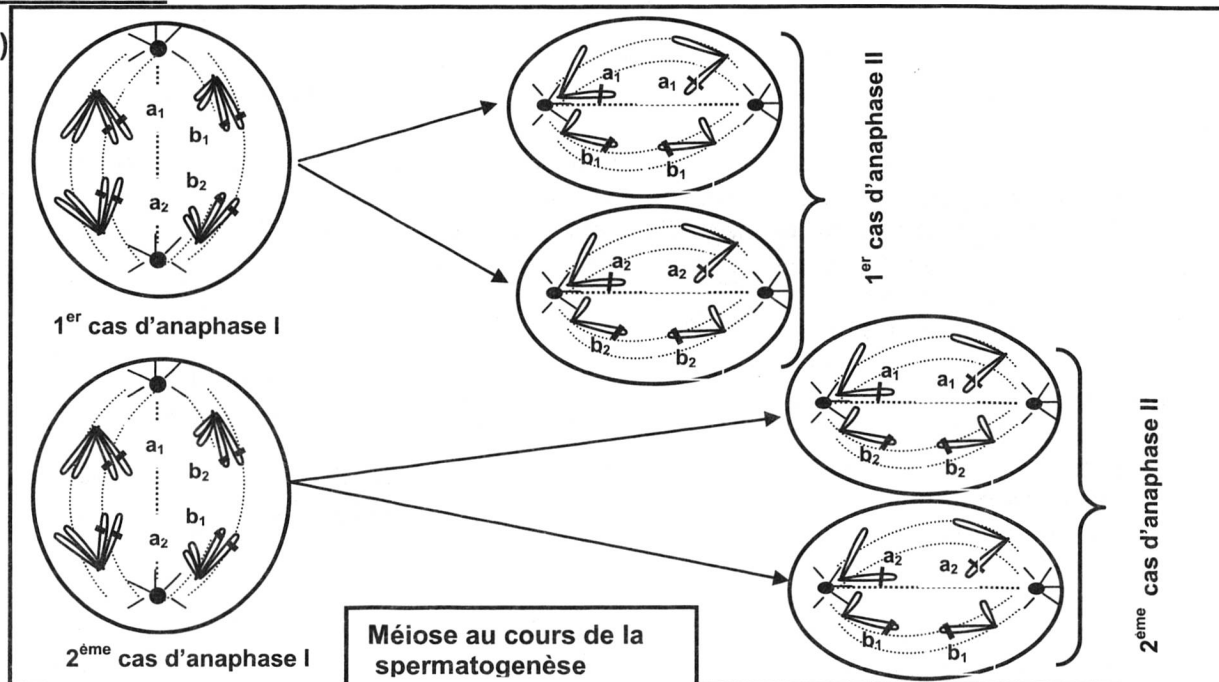 )
a₁
b₁
b₂
a₂
1er cas d'anaphase I
a₁
a₁
b₁
b₁
a₂
a₂
b₂
b₂
1er cas d'anaphase II
a₁
b₂
b₁
a₂
2ème cas d'anaphase I
a₁
a₁
b₂
b₂
a₂
a₂
b₁
b₁
2ème cas d'anaphase II
Méiose au cours de la
spermatogenèse